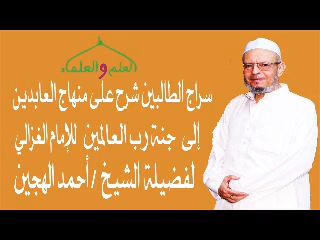 العلم والعلماء
سراج الطالبين شرح على منهاج العابدين
إلى جنة رب العالمين للإمام الغزالي
لفضيلة الشيخ / أحمد الهجين